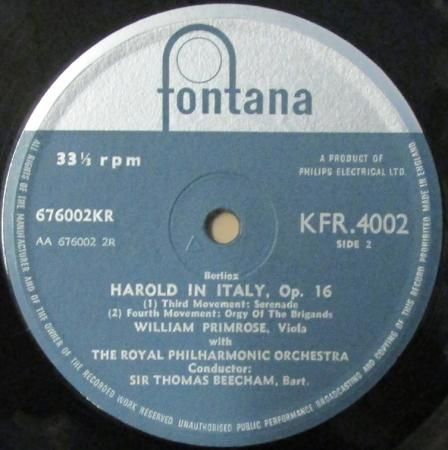 fontana
33⅓ rpm
A PRODUCT OF
PHILIPS ELECTRICAL LTD.
676002KR
KFR.4002
AA 676002 2R
SIDE 2
Berlioz
HAROLD IN ITALY, Op. 16
(1) Third Movement: Serenade
(2) Fourth Movement: Orgy Of The Brigands
WILLIAM PRIMROSE, Viola
with
THE ROYAL PHILHARMONIC ORCHESTRA
Conductor:
SIR THOMAS BEECHAM, Bart.
ALL RIGHTS OF THE MANUFACTURER AND OF THE OWNER OF THE RECORDED WORK RESERVED. UNAUTHORISED PUBLIC PERFORMANCE BROADCASTING AND COPYING OF THIS RECORD PROHIBITED. MADE IN ENGLAND.